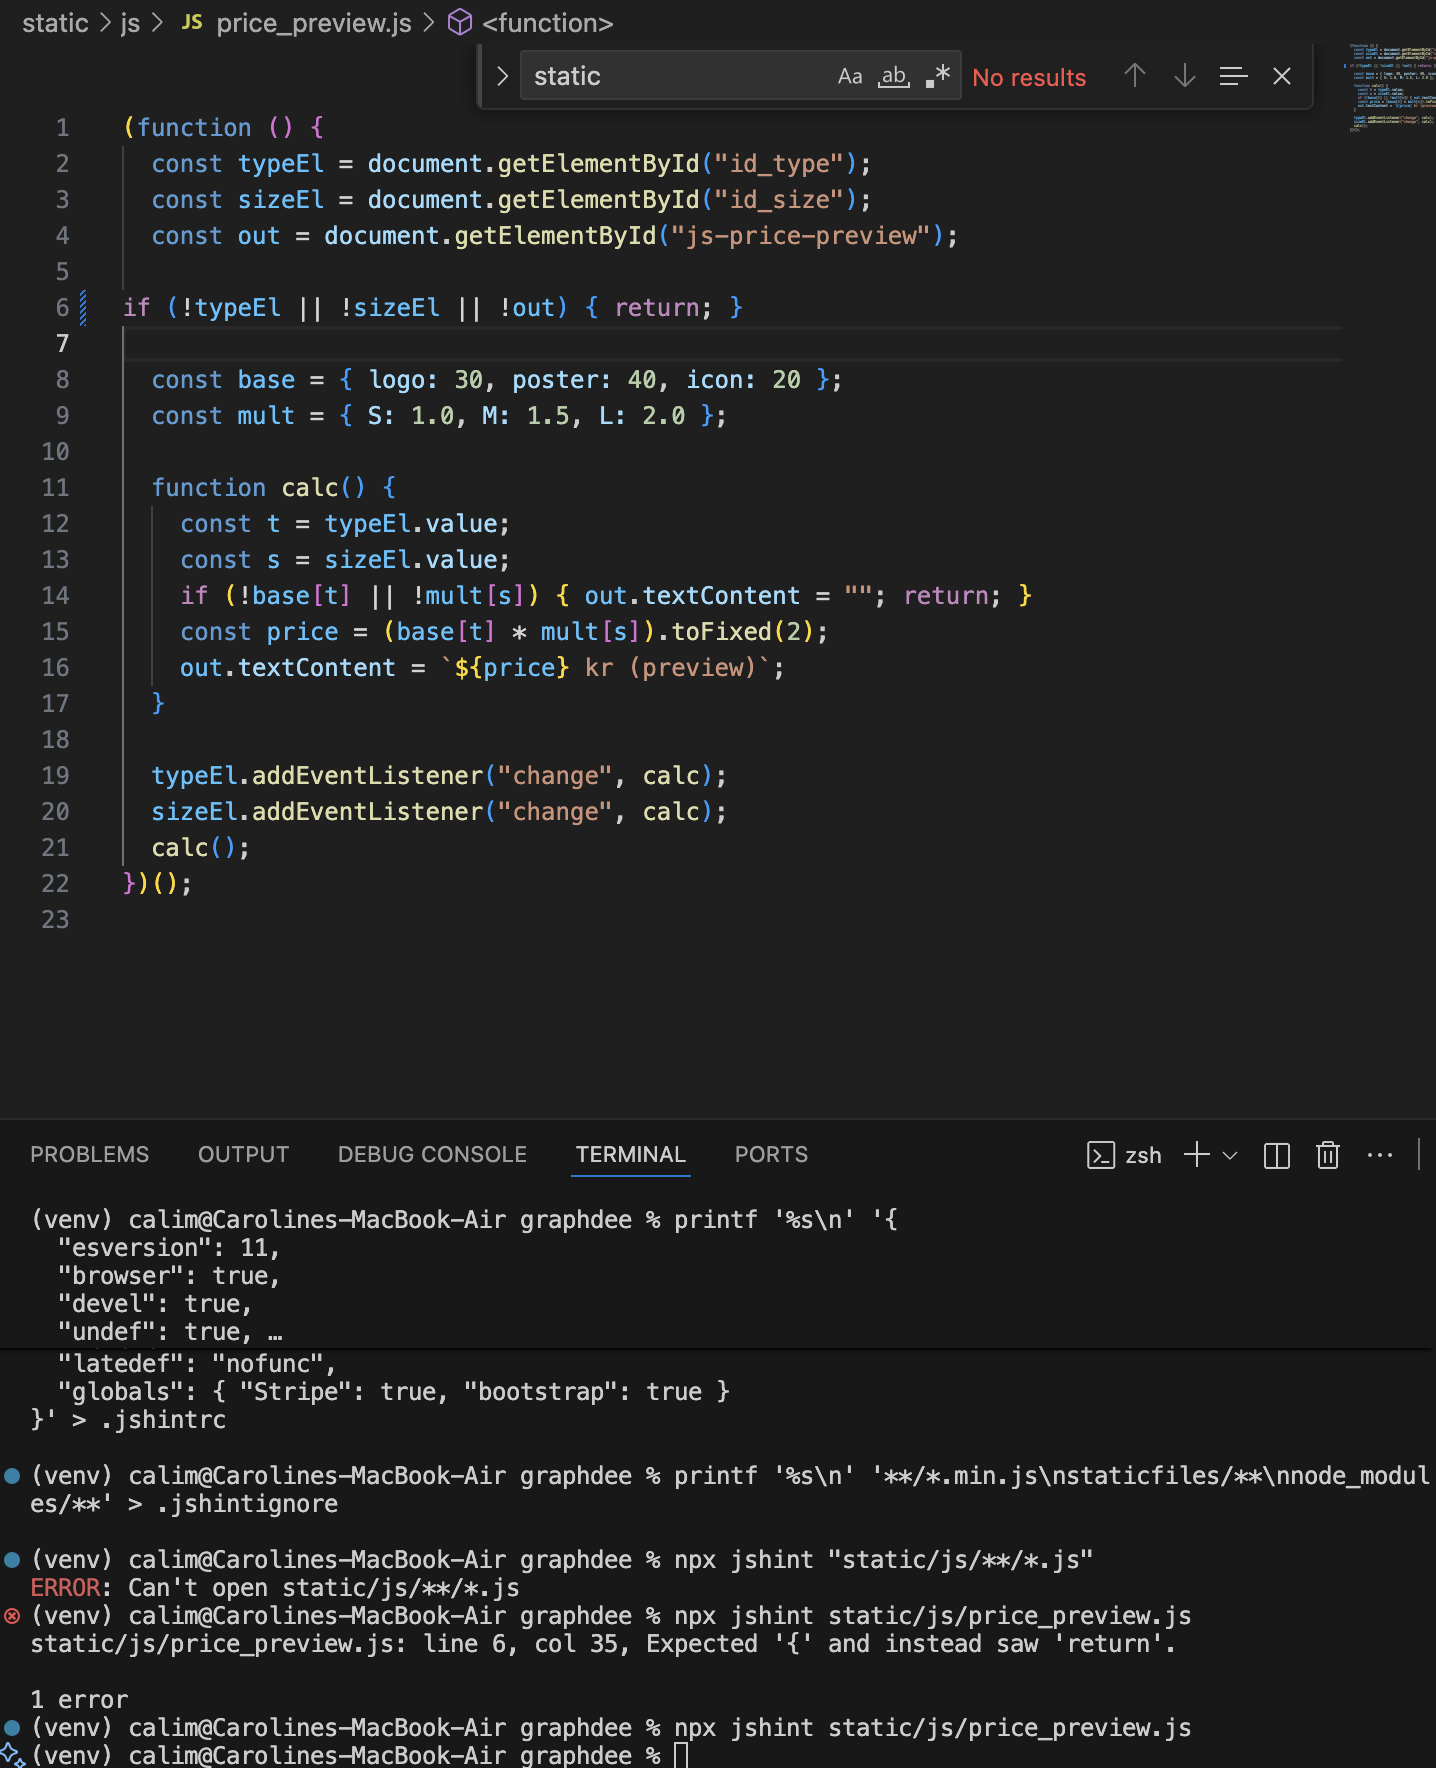 static > js > JS price_preview.js > <function>
static Aa ab .* No results
1 (function () {
2   const typeEl = document.getElementById("id_type");
3   const sizeEl = document.getElementById("id_size");
4   const out = document.getElementById("js-price-preview");
5
6 if (!typeEl || !sizeEl || !out) { return; }
7
8   const base = { logo: 30, poster: 40, icon: 20 };
9   const mult = { S: 1.0, M: 1.5, L: 2.0 };
10
11   function calc() {
12     const t = typeEl.value;
13     const s = sizeEl.value;
14     if (!base[t] || !mult[s]) { out.textContent = ""; return; }
15     const price = (base[t] * mult[s]).toFixed(2);
16     out.textContent = `${price} kr (preview)`;
17   }
18
19   typeEl.addEventListener("change", calc);
20   sizeEl.addEventListener("change", calc);
21   calc();
22 })();
23
PROBLEMS OUTPUT DEBUG CONSOLE TERMINAL PORTS zsh
(venv) calim@Carolines-MacBook-Air graphdee % printf '%s\n' '{
  "esversion": 11,
  "browser": true,
  "devel": true,
  "undef": true, …
  "latedef": "nofunc",
  "globals": { "Stripe": true, "bootstrap": true }
}' > .jshintrc
(venv) calim@Carolines-MacBook-Air graphdee % printf '%s\n' '**/*.min.js\nstaticfiles/**\nnode_modul
es/**' > .jshintignore
(venv) calim@Carolines-MacBook-Air graphdee % npx jshint "static/js/**/*.js"
ERROR: Can't open static/js/**/*.js
(venv) calim@Carolines-MacBook-Air graphdee % npx jshint static/js/price_preview.js
static/js/price_preview.js: line 6, col 35, Expected '{' and instead saw 'return'.
1 error
(venv) calim@Carolines-MacBook-Air graphdee % npx jshint static/js/price_preview.js
(venv) calim@Carolines-MacBook-Air graphdee %